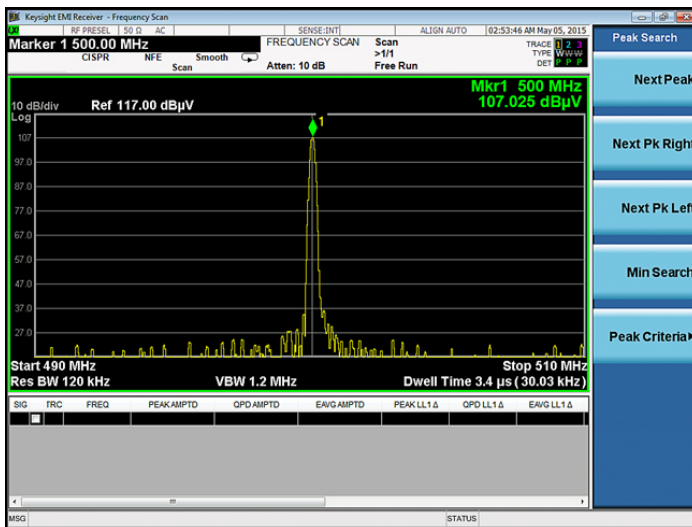 Keysight EMI Receiver - Frequency Scan
RF PRESEL 50 Ω AC SENSE:INT ALIGN AUTO 02:53:46 AM May 05, 2015
Marker 1 500.00 MHz
CISPR NFE Smooth
Scan
FREQUENCY SCAN
Atten: 10 dB
Scan
>1/1
Free Run
TRACE 1 2 3
TYPE W W W
DET P P P
Mkr1 500 MHz
107.025 dBµV
10 dB/div Ref 117.00 dBµV
Log
1
107
97.0
87.0
77.0
67.0
57.0
47.0
37.0
27.0
Start 490 MHz Stop 510 MHz
Res BW 120 kHz VBW 1.2 MHz Dwell Time 3.4 µs (30.03 kHz)
SIG TRC FREQ PEAK AMPTD QPD AMPTD EAVG AMPTD PEAK LL1 Δ QPD LL1 Δ EAVG LL1 Δ
MSG STATUS
Peak Search
Next Peak
Next Pk Right
Next Pk Left
Min Search
Peak Criteria